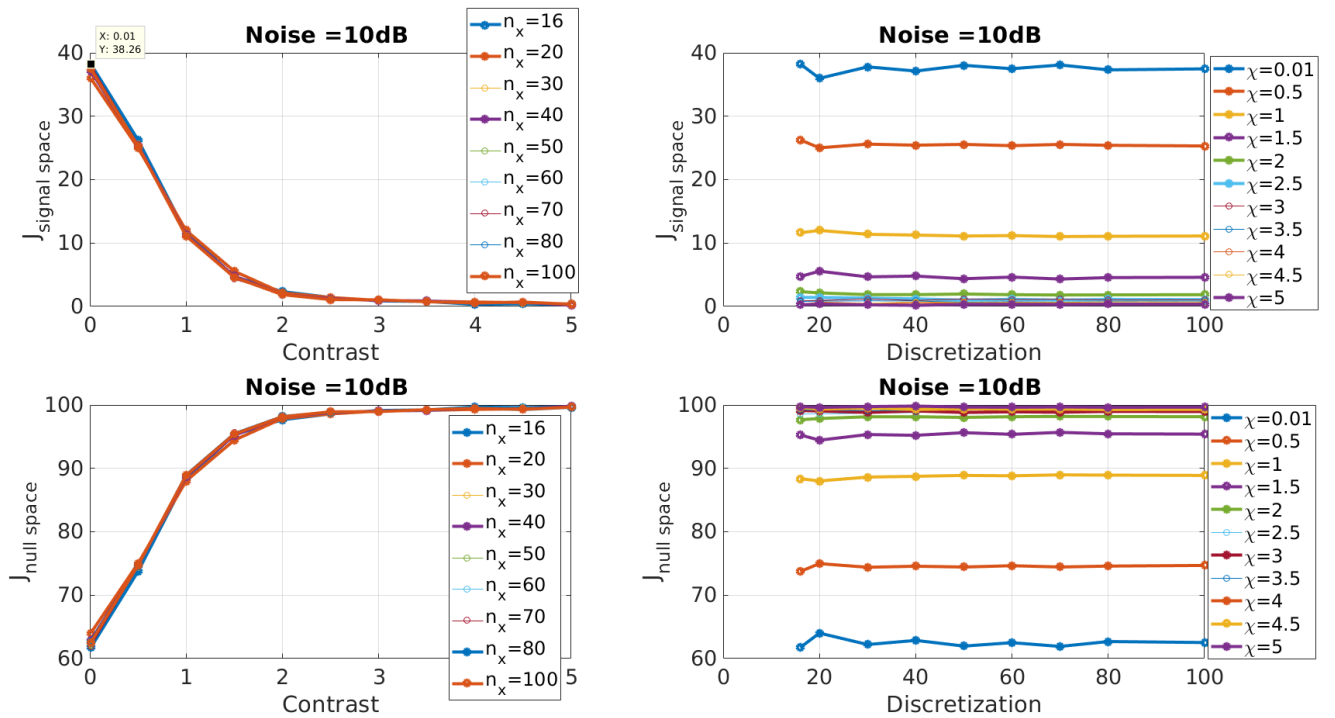 Noise =10dB
X: 0.01
Y: 38.26
J_signal space
40
30
20
10
0
0 1 2 3 4 5
Contrast
n_x=16
n_x=20
n_x=30
n_x=40
n_x=50
n_x=60
n_x=70
n_x=80
n_x=100
Noise =10dB
J_signal space
40
30
20
10
0
0 20 40 60 80 100
Discretization
χ=0.01
χ=0.5
χ=1
χ=1.5
χ=2
χ=2.5
χ=3
χ=3.5
χ=4
χ=4.5
χ=5
Noise =10dB
J_null space
100
90
80
70
60
0 1 2 3 5
Contrast
n_x=16
n_x=20
n_x=30
n_x=40
n_x=50
n_x=60
n_x=70
n_x=80
n_x=100
Noise =10dB
J_null space
100
90
80
70
60
0 20 40 60 80 100
Discretization
χ=0.01
χ=0.5
χ=1
χ=1.5
χ=2
χ=2.5
χ=3
χ=3.5
χ=4
χ=4.5
χ=5